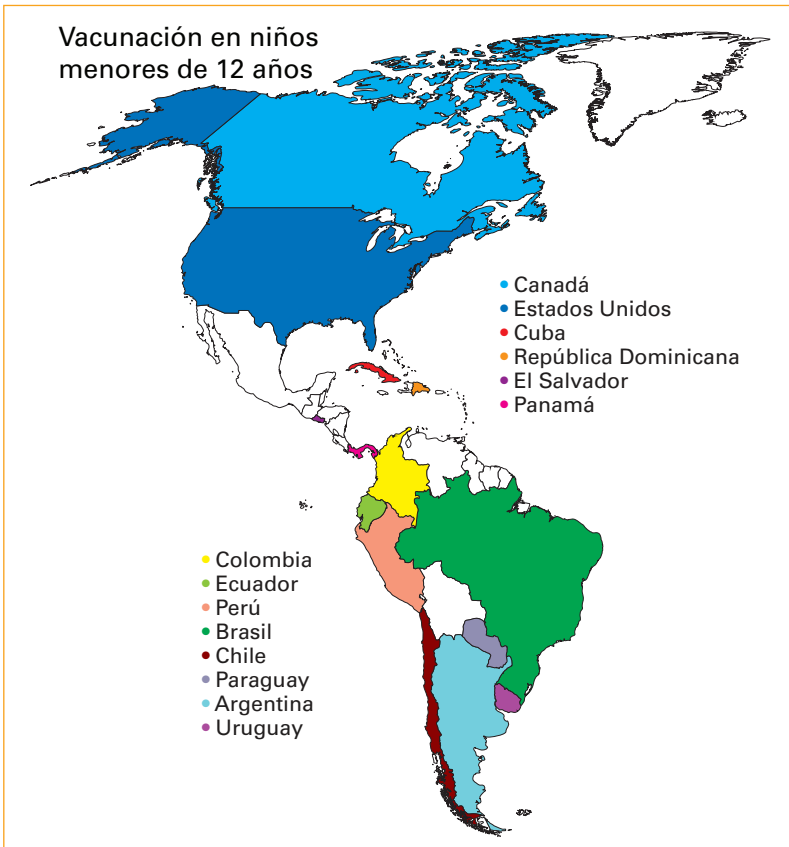 Vacunación en niños
menores de 12 años
Canadá
Estados Unidos
Cuba
República Dominicana
El Salvador
Panamá
Colombia
Ecuador
Perú
Brasil
Chile
Paraguay
Argentina
Uruguay